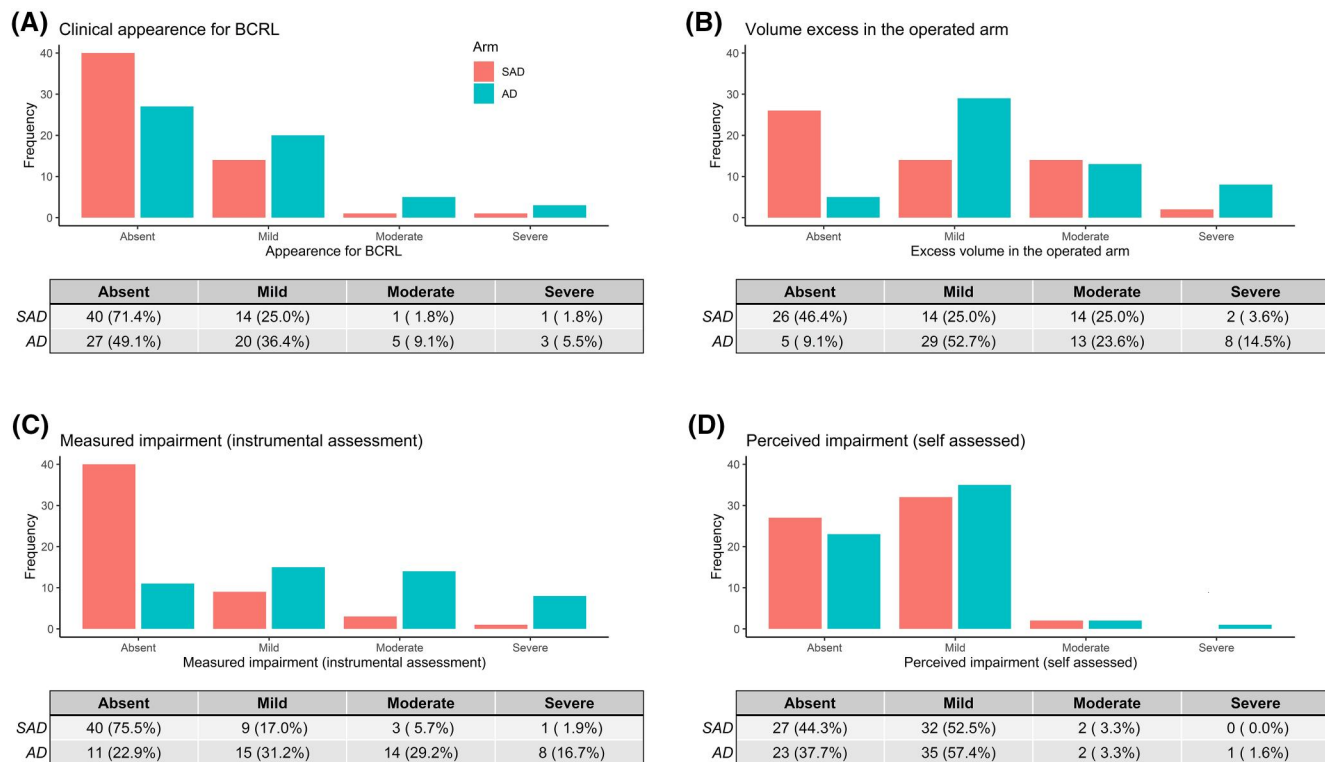 (A)
Clinical appearence for BCRL
40
30
20
10
0
Frequency
Arm
SAD
AD
Absent Mild Moderate Severe
Appearence for BCRL
Absent Mild Moderate Severe
SAD 40 (71.4%) 14 (25.0%) 1 ( 1.8%) 1 ( 1.8%)
AD 27 (49.1%) 20 (36.4%) 5 ( 9.1%) 3 ( 5.5%)
(B)
Volume excess in the operated arm
40
30
20
10
0
Frequency
Absent Mild Moderate Severe
Excess volume in the operated arm
Absent Mild Moderate Severe
SAD 26 (46.4%) 14 (25.0%) 14 (25.0%) 2 ( 3.6%)
AD 5 ( 9.1%) 29 (52.7%) 13 (23.6%) 8 (14.5%)
(C)
Measured impairment (instrumental assessment)
40
30
20
10
0
Frequency
Absent Mild Moderate Severe
Measured impairment (instrumental assessment)
Absent Mild Moderate Severe
SAD 40 (75.5%) 9 (17.0%) 3 ( 5.7%) 1 ( 1.9%)
AD 11 (22.9%) 15 (31.2%) 14 (29.2%) 8 (16.7%)
(D)
Perceived impairment (self assessed)
40
30
20
10
0
Frequency
Absent Mild Moderate Severe
Perceived impairment (self assessed)
Absent Mild Moderate Severe
SAD 27 (44.3%) 32 (52.5%) 2 ( 3.3%) 0 ( 0.0%)
AD 23 (37.7%) 35 (57.4%) 2 ( 3.3%) 1 ( 1.6%)